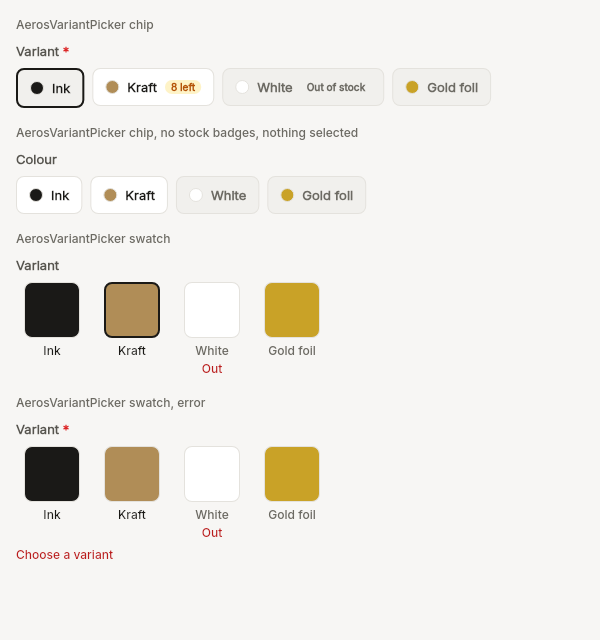 AerosVariantPicker chip
Variant *
Ink Kraft 8 left White Out of stock Gold foil
AerosVariantPicker chip, no stock badges, nothing selected
Colour
Ink Kraft White Gold foil
AerosVariantPicker swatch
Variant
Ink Kraft White Gold foil
Out
AerosVariantPicker swatch, error
Variant *
Ink Kraft White Gold foil
Out
Choose a variant